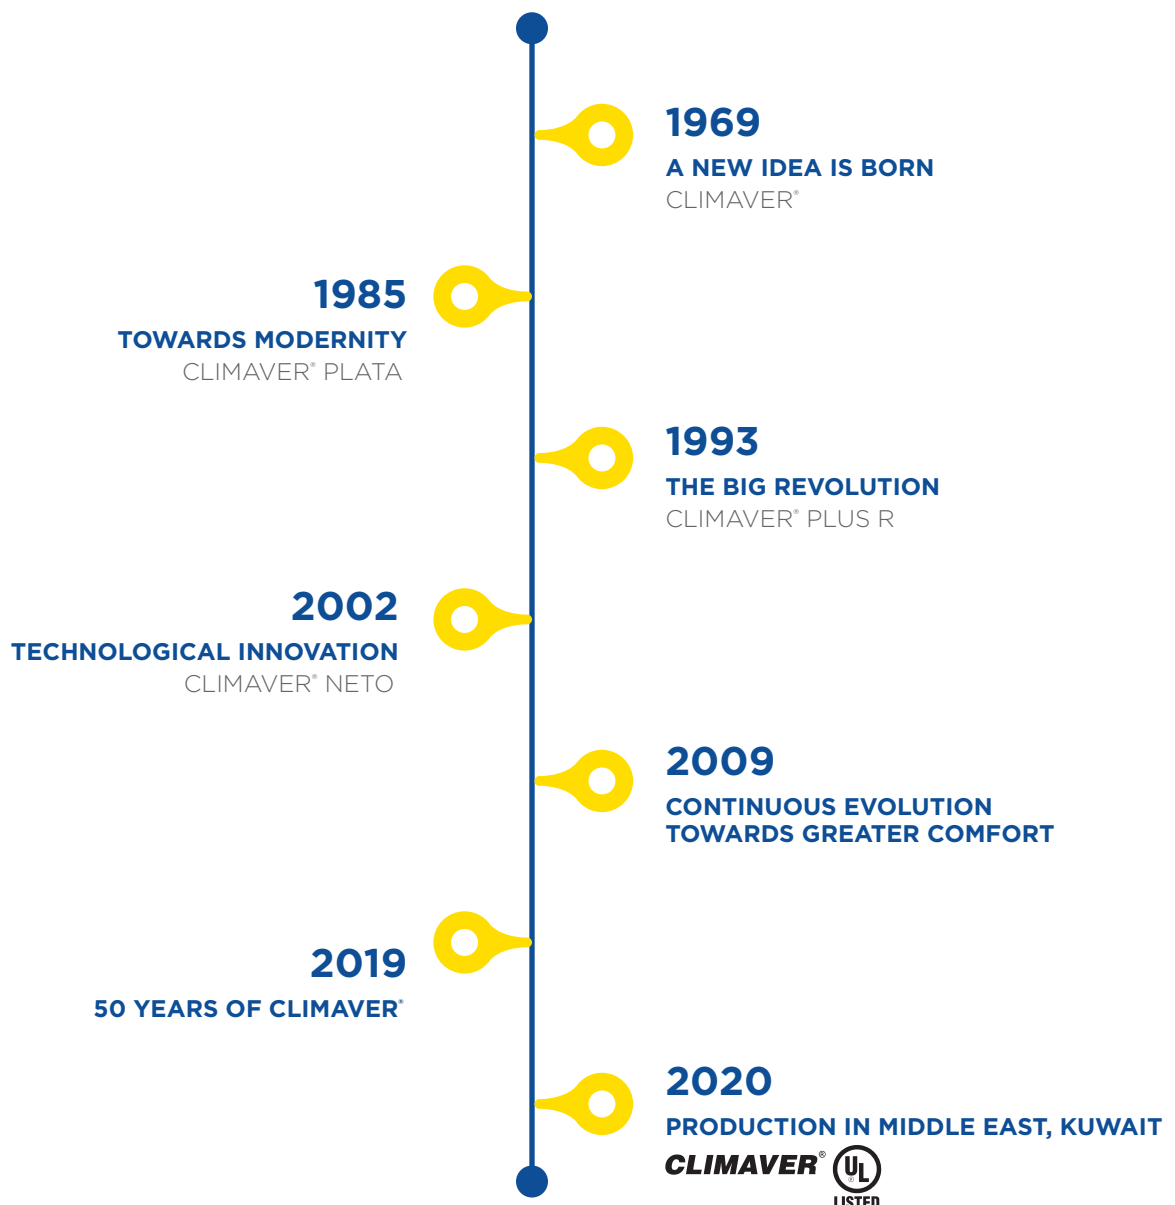 1969
A NEW IDEA IS BORN
CLIMAVER®
1985
TOWARDS MODERNITY
CLIMAVER® PLATA
1993
THE BIG REVOLUTION
CLIMAVER® PLUS R
2002
TECHNOLOGICAL INNOVATION
CLIMAVER® NETO
2009
CONTINUOUS EVOLUTION
TOWARDS GREATER COMFORT
2019
50 YEARS OF CLIMAVER®
2020
PRODUCTION IN MIDDLE EAST, KUWAIT
CLIMAVER® UL®
LISTED